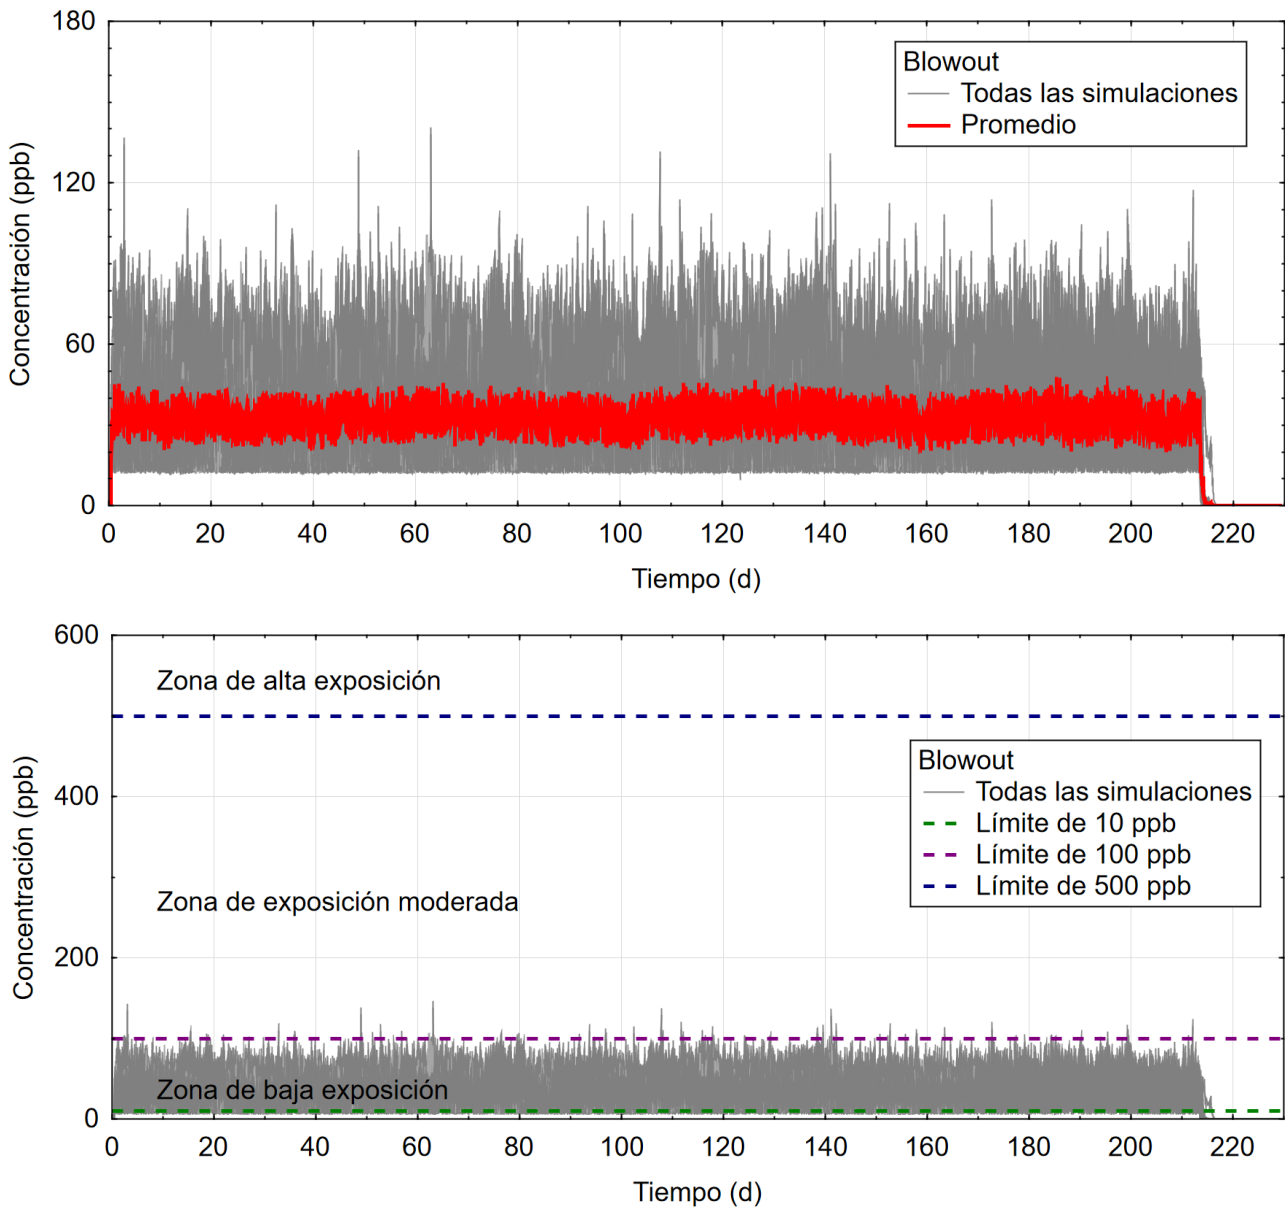 180
120
60
0
Concentración (ppb)
Blowout
Todas las simulaciones
Promedio
0 20 40 60 80 100 120 140 160 180 200 220
Tiempo (d)
600
400
200
0
Concentración (ppb)
Zona de alta exposición
Blowout
Todas las simulaciones
Límite de 10 ppb
Límite de 100 ppb
Límite de 500 ppb
Zona de exposición moderada
Zona de baja exposición
0 20 40 60 80 100 120 140 160 180 200 220
Tiempo (d)